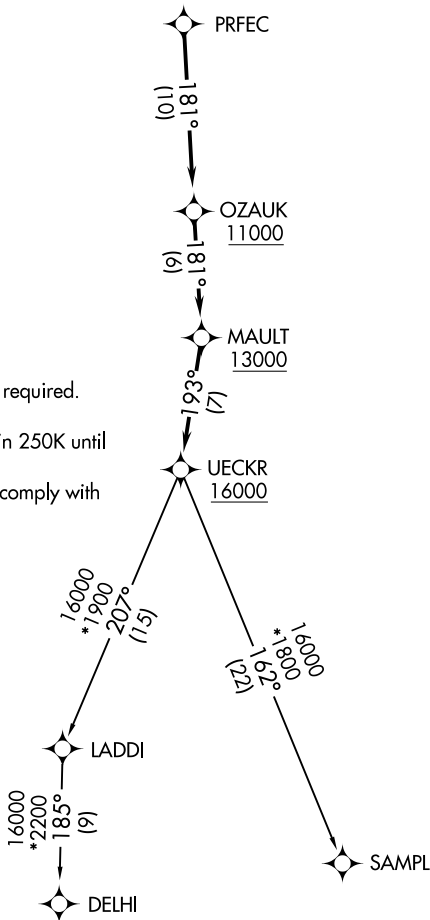 PRFEC
181°
(10)
OZAUK
11000
181°
(9)
MAULT
13000
required.
193°
(7)
n 250K until
UECKR
16000
comply with
16000
*1900
207°
(15)
16000
*1800
162°
(22)
LADDI
16000
*2200
185°
(9)
SAMPL
DELHI